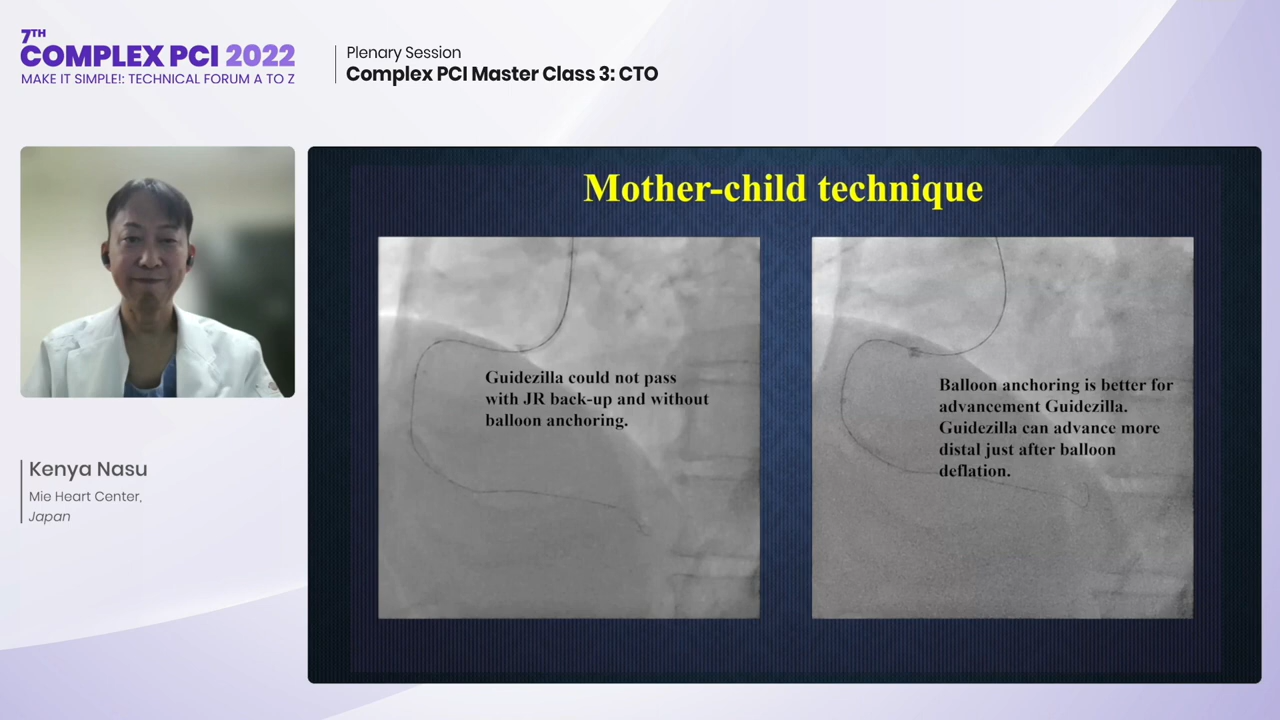 7TH
COMPLEX PCI 2022
MAKE IT SIMPLE!: TECHNICAL FORUM A TO Z
Plenary Session
Complex PCI Master Class 3: CTO
Kenya Nasu
Mie Heart Center,
Japan
Mother-child technique
Guidezilla could not pass
with JR back-up and without
balloon anchoring.
Balloon anchoring is better for
advancement Guidezilla.
Guidezilla can advance more
distal just after balloon
deflation.